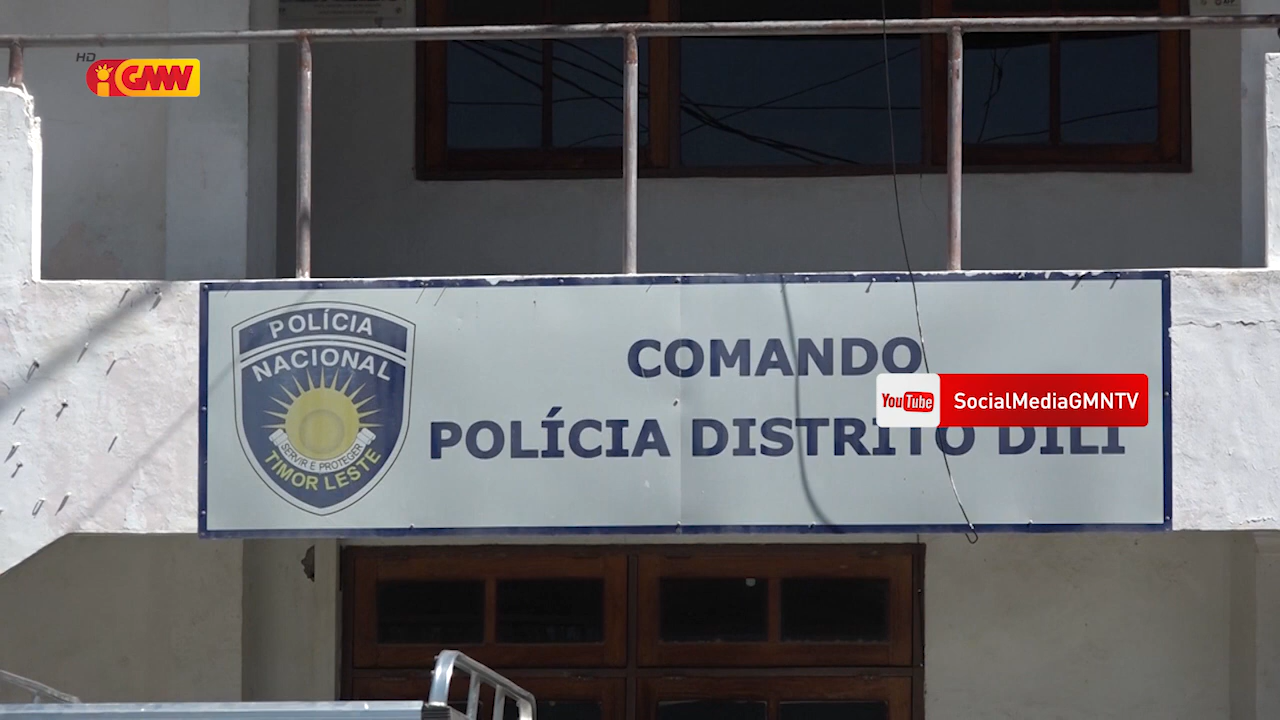 HD
GMN
POLÍCIA
NACIONAL
SERVIR E PROTEGER
TIMOR LESTE
COMANDO
POLÍCIA DISTRITO DILI
YouTube SocialMediaGMNTV